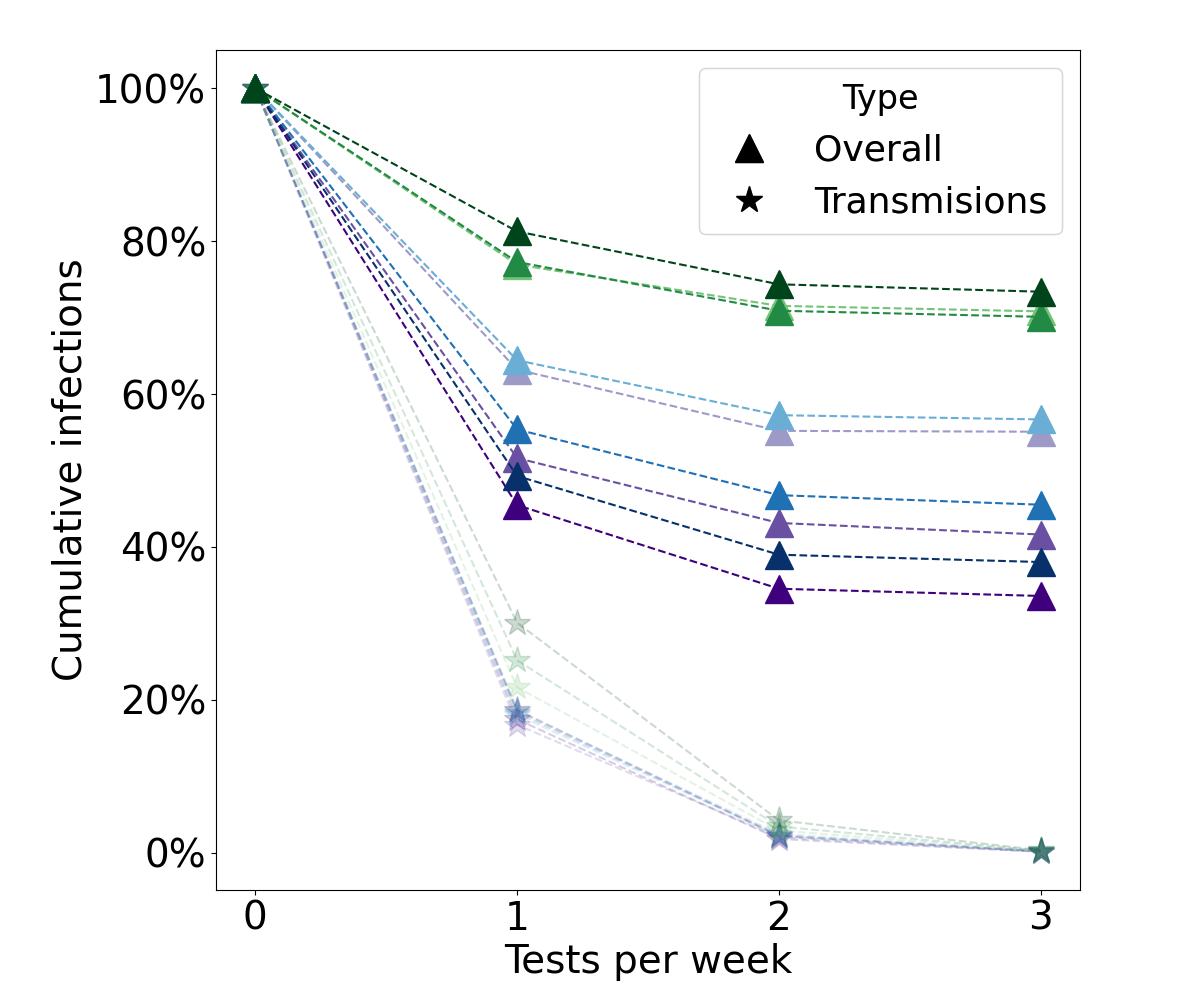 100%
80%
60%
40%
20%
0%
Cumulative infections
Type
Overall
Transmisions
0 1 2 3
Tests per week